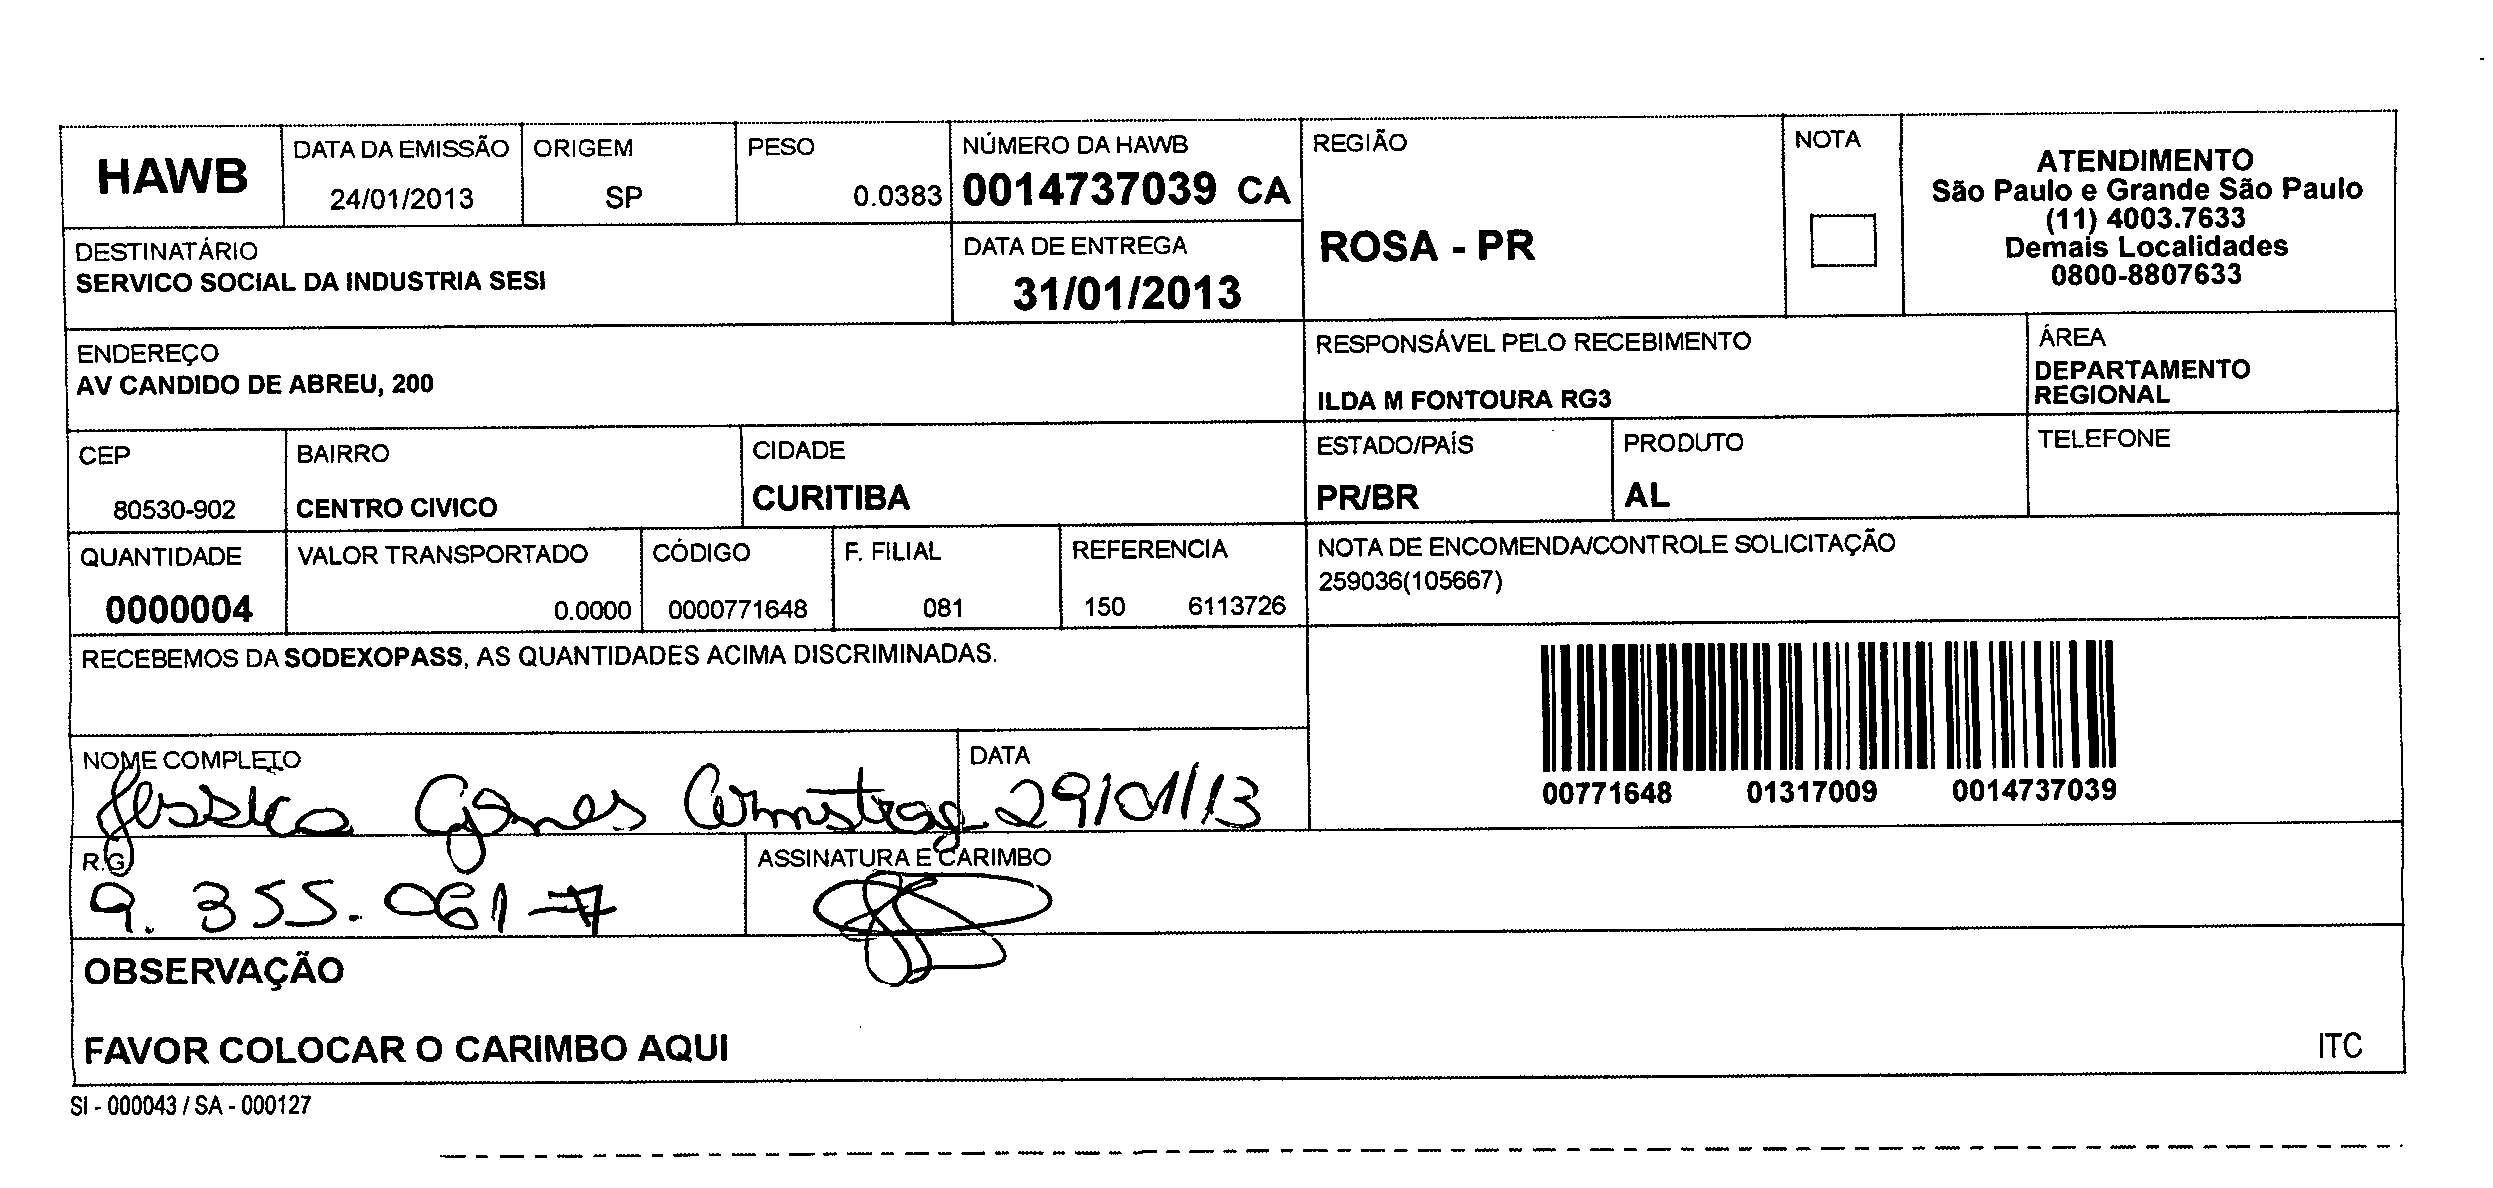 HAWB
DATA DA EMISSÃO
24/01/2013
ORIGEM
SP
PESO
0.0383
NÚMERO DA HAWB
0014737039 CA
REGIÃO
ROSA - PR
NOTA
ATENDIMENTO
São Paulo e Grande São Paulo
(11) 4003.7633
Demais Localidades
0800-8807633
DESTINATÁRIO
SERVICO SOCIAL DA INDUSTRIA SESI
DATA DE ENTREGA
31/01/2013
ENDEREÇO
AV CANDIDO DE ABREU, 200
RESPONSÁVEL PELO RECEBIMENTO
ILDA M FONTOURA RG3
ÁREA
DEPARTAMENTO
REGIONAL
CEP
80530-902
BAIRRO
CENTRO CIVICO
CIDADE
CURITIBA
ESTADO/PAÍS
PR/BR
PRODUTO
AL
TELEFONE
QUANTIDADE
0000004
VALOR TRANSPORTADO
0.0000
CÓDIGO
0000771648
F. FILIAL
081
REFERENCIA
150 6113726
NOTA DE ENCOMENDA/CONTROLE SOLICITAÇÃO
259036(105667)
RECEBEMOS DA SODEXOPASS, AS QUANTIDADES ACIMA DISCRIMINADAS.
00771648 01317009 0014737039
NOME COMPLETO
Jessica Gomes
DATA
29/01/13
R.G
9.355.061-7
ASSINATURA E CARIMBO
OBSERVAÇÃO
FAVOR COLOCAR O CARIMBO AQUI
ITC
SI - 000043 / SA - 000127